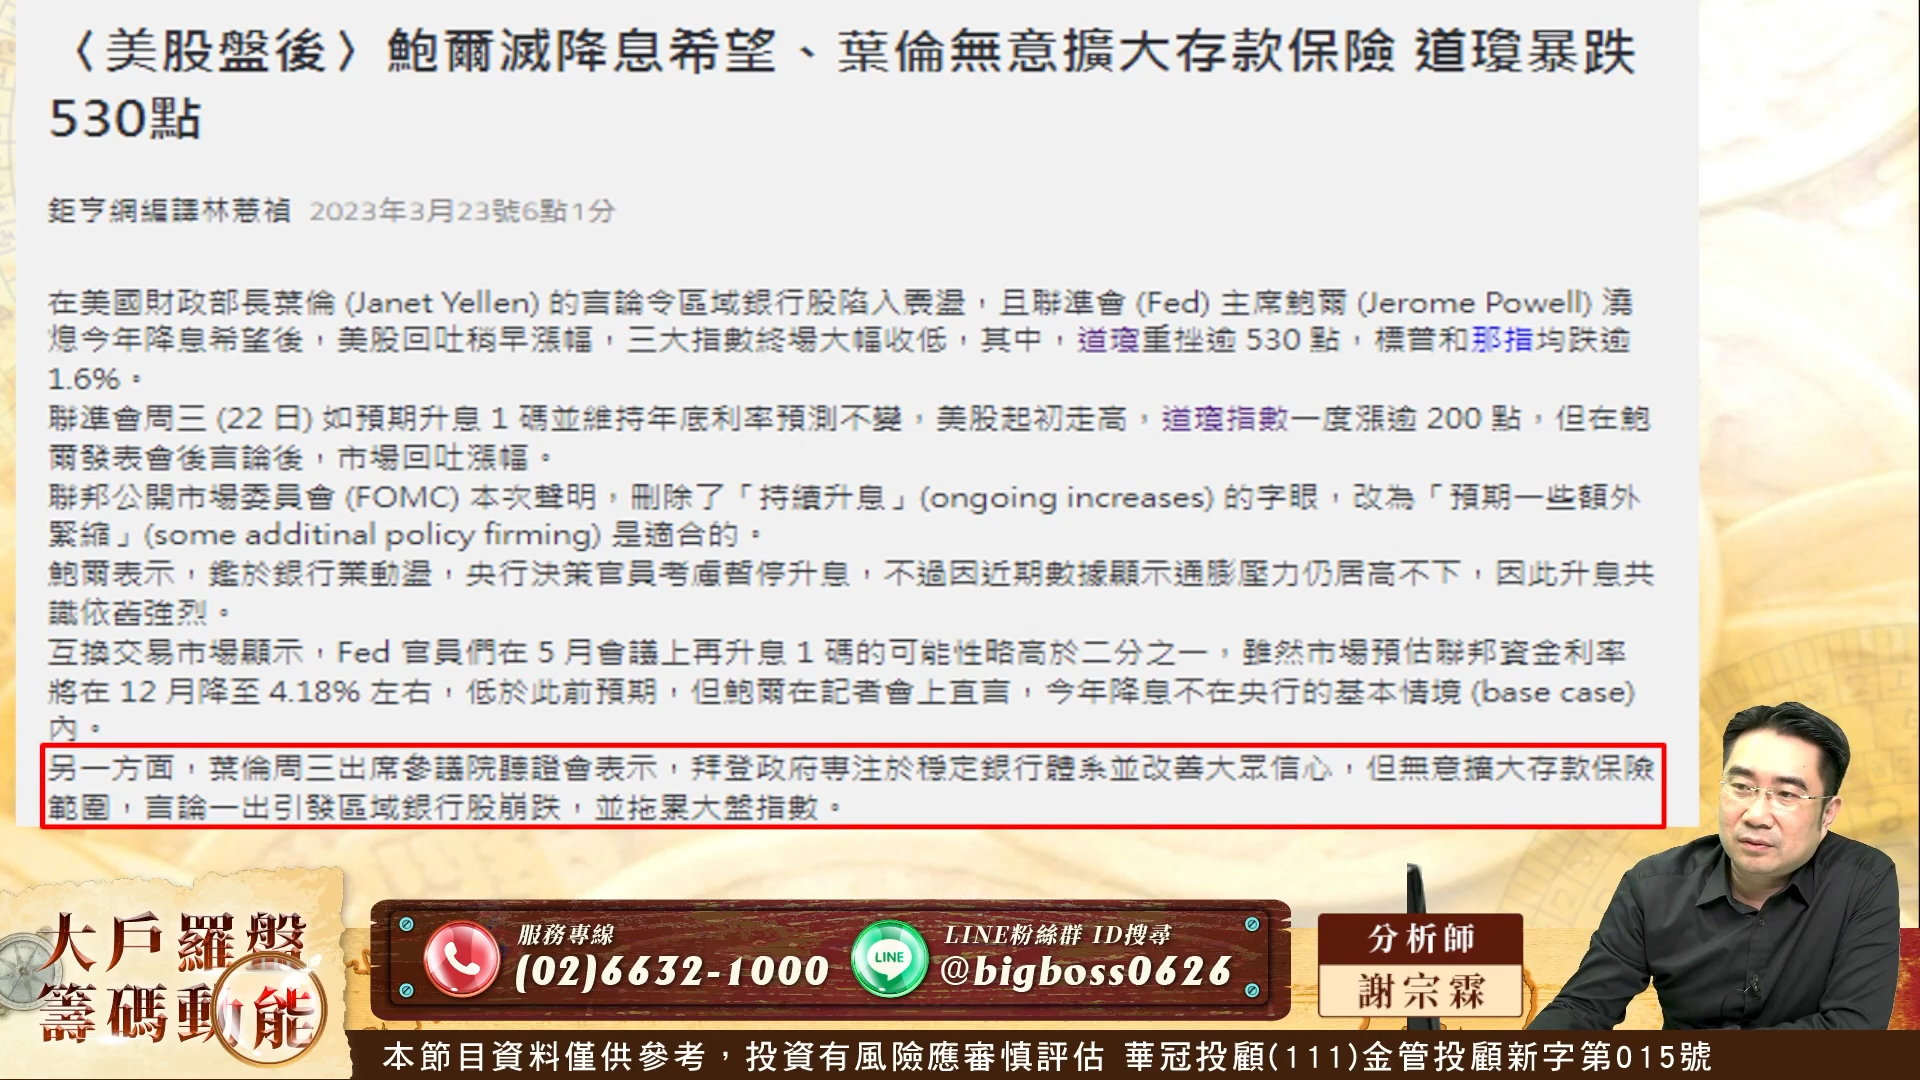 〈美股盤後〉鮑爾滅降息希望、葉倫無意擴大存款保險 道瓊暴跌
530點
鉅亨網編譯林薏禎 2023年3月23號6點1分
在美國財政部長葉倫 (Janet Yellen) 的言論令區域銀行股陷入震盪，且聯準會 (Fed) 主席鮑爾 (Jerome Powell) 澆
熄今年降息希望後，美股回吐稍早漲幅，三大指數終場大幅收低，其中，道瓊重挫逾 530 點，標普和那指均跌逾
1.6%。
聯準會周三 (22 日) 如預期升息 1 碼並維持年底利率預測不變，美股起初走高，道瓊指數一度漲逾 200 點，但在鮑
爾發表會後言論後，市場回吐漲幅。
聯邦公開市場委員會 (FOMC) 本次聲明，刪除了「持續升息」(ongoing increases) 的字眼，改為「預期一些額外
緊縮」(some additinal policy firming) 是適合的。
鮑爾表示，鑑於銀行業動盪，央行決策官員考慮暫停升息，不過因近期數據顯示通膨壓力仍居高不下，因此升息共
識依舊強烈。
互換交易市場顯示，Fed 官員們在 5 月會議上再升息 1 碼的可能性略高於二分之一，雖然市場預估聯邦資金利率
將在 12 月降至 4.18% 左右，低於此前預期，但鮑爾在記者會上直言，今年降息不在央行的基本情境 (base case)
內。
另一方面，葉倫周三出席參議院聽證會表示，拜登政府專注於穩定銀行體系並改善大眾信心，但無意擴大存款保險
範圍，言論一出引發區域銀行股崩跌，並拖累大盤指數。
大戶羅盤
籌碼動能
服務專線
(02)6632-1000
LINE
LINE粉絲群 ID搜尋
@bigboss0626
分析師
謝宗霖
本節目資料僅供參考，投資有風險應審慎評估 華冠投顧(111)金管投顧新字第015號